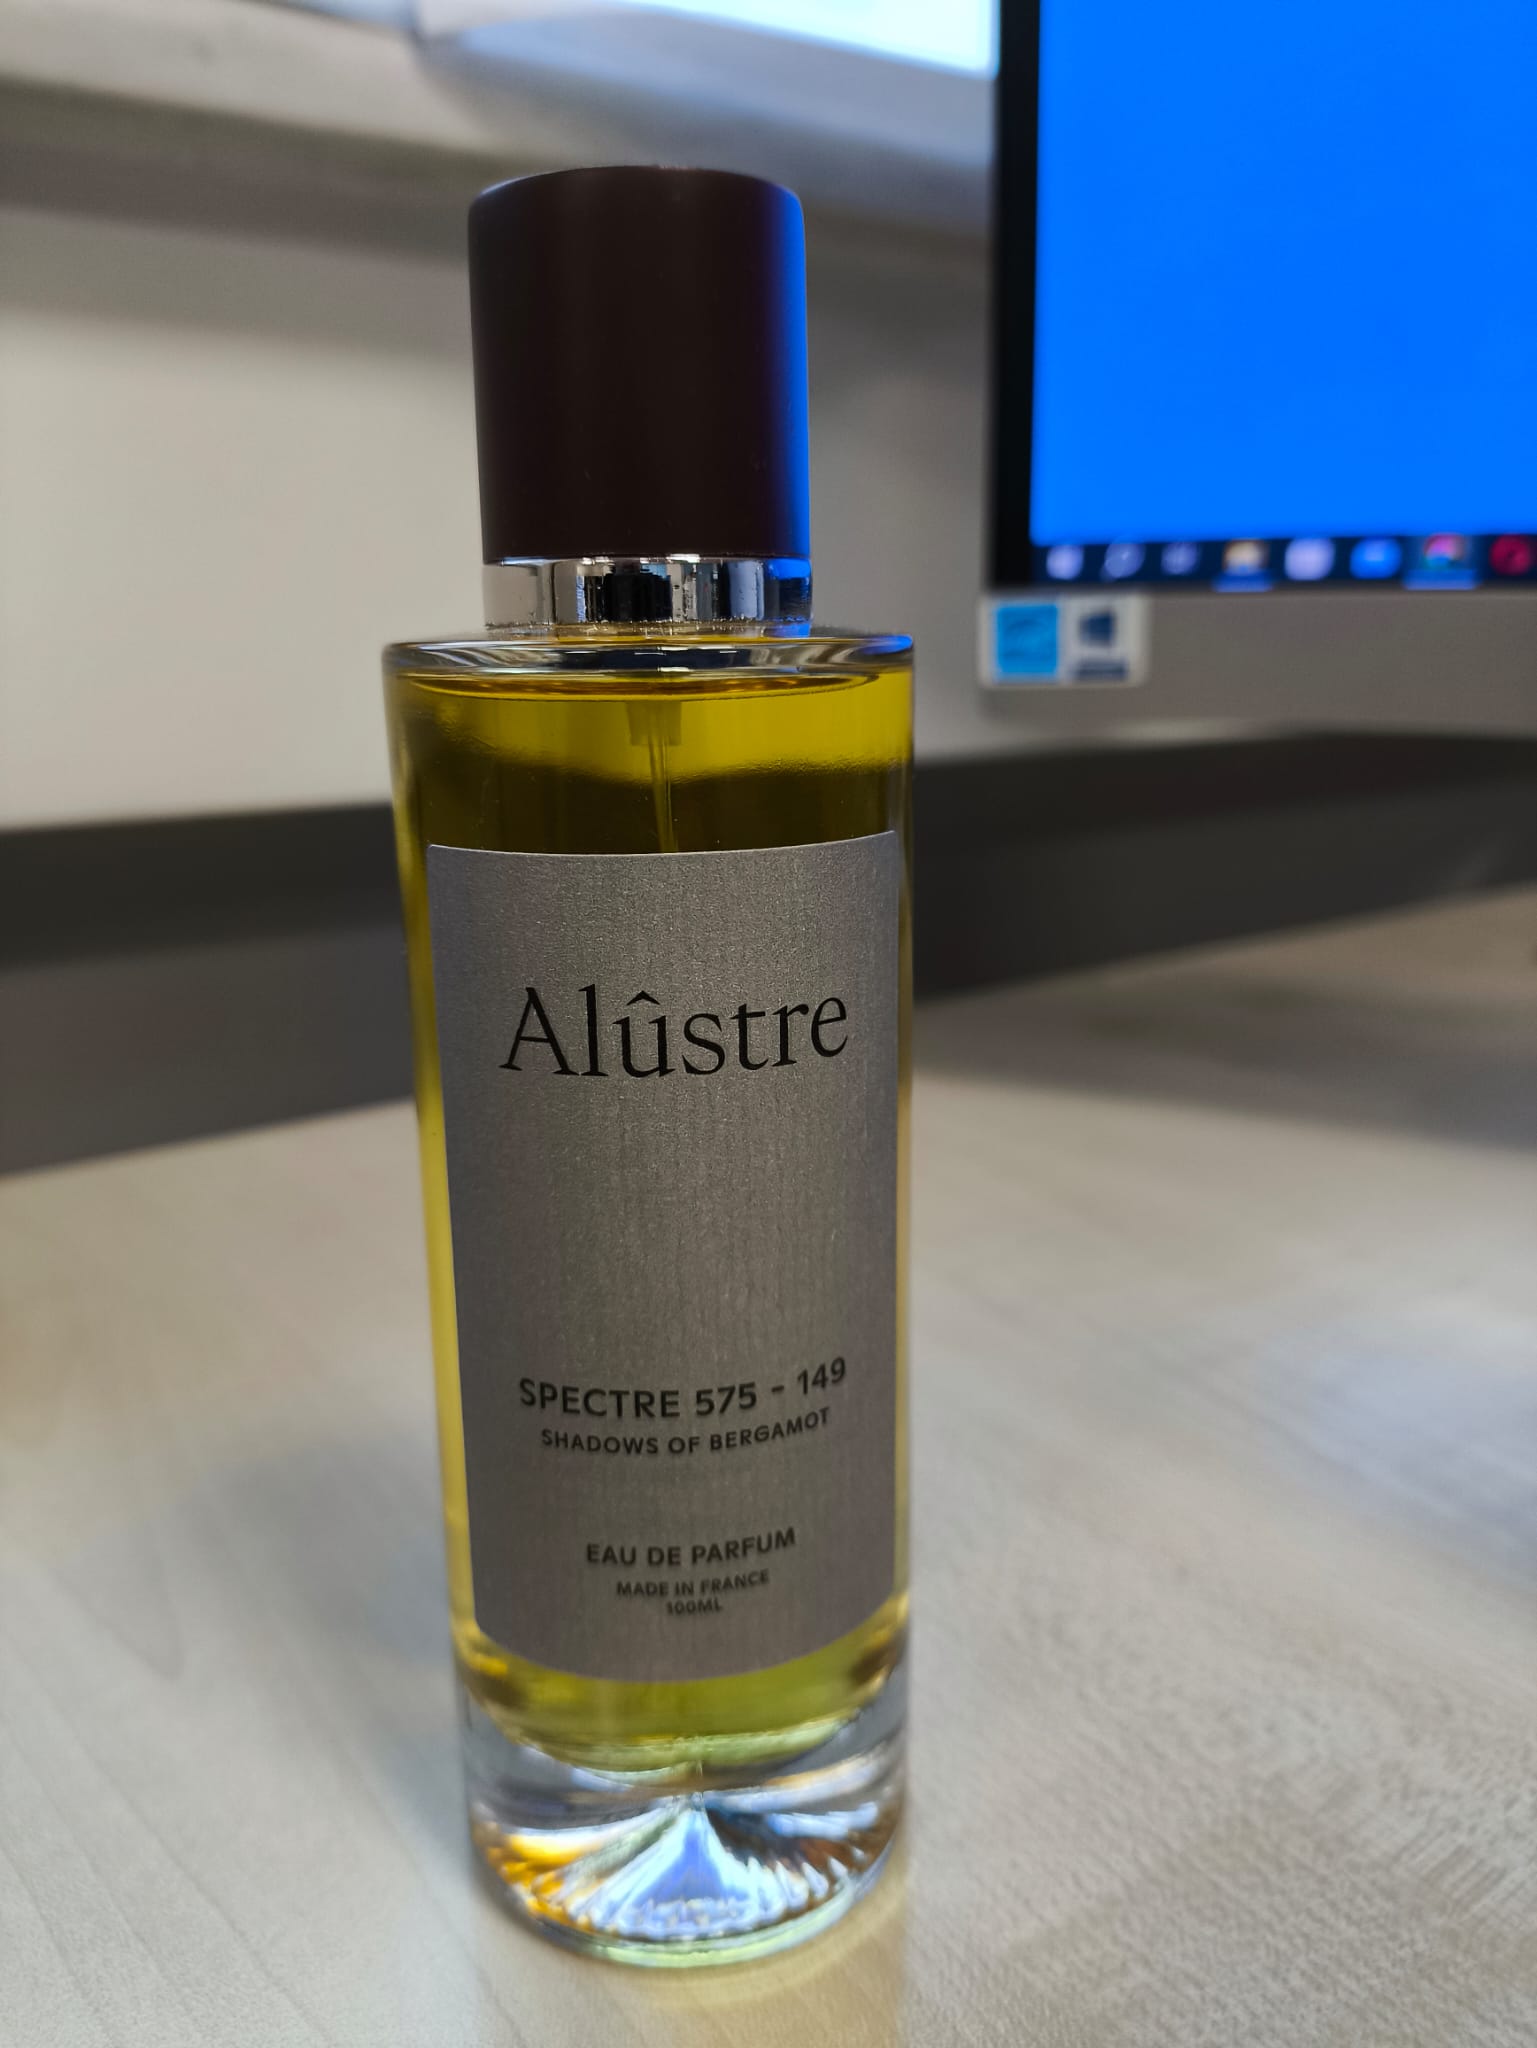 Alûstre
SPECTRE 575 - 149
SHADOWS OF BERGAMOT
EAU DE PARFUM
MADE IN FRANCE
100ML